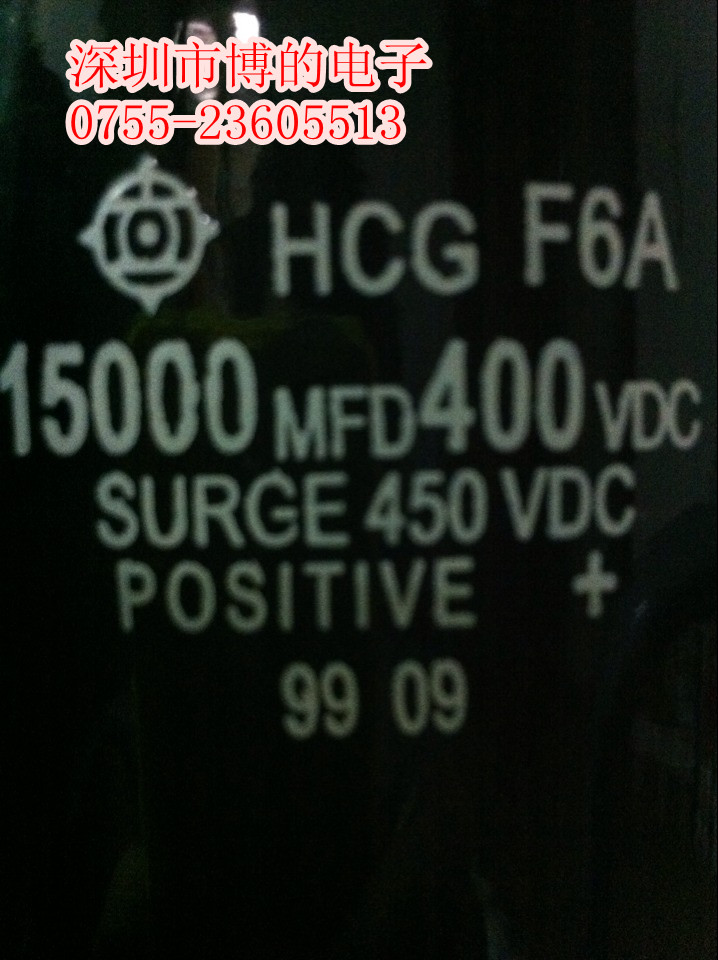 深圳市博的电子
0755-23605513
HCG F6A
15000 MFD 400 VDC
SURGE 450 VDC
POSITIVE +
99 09